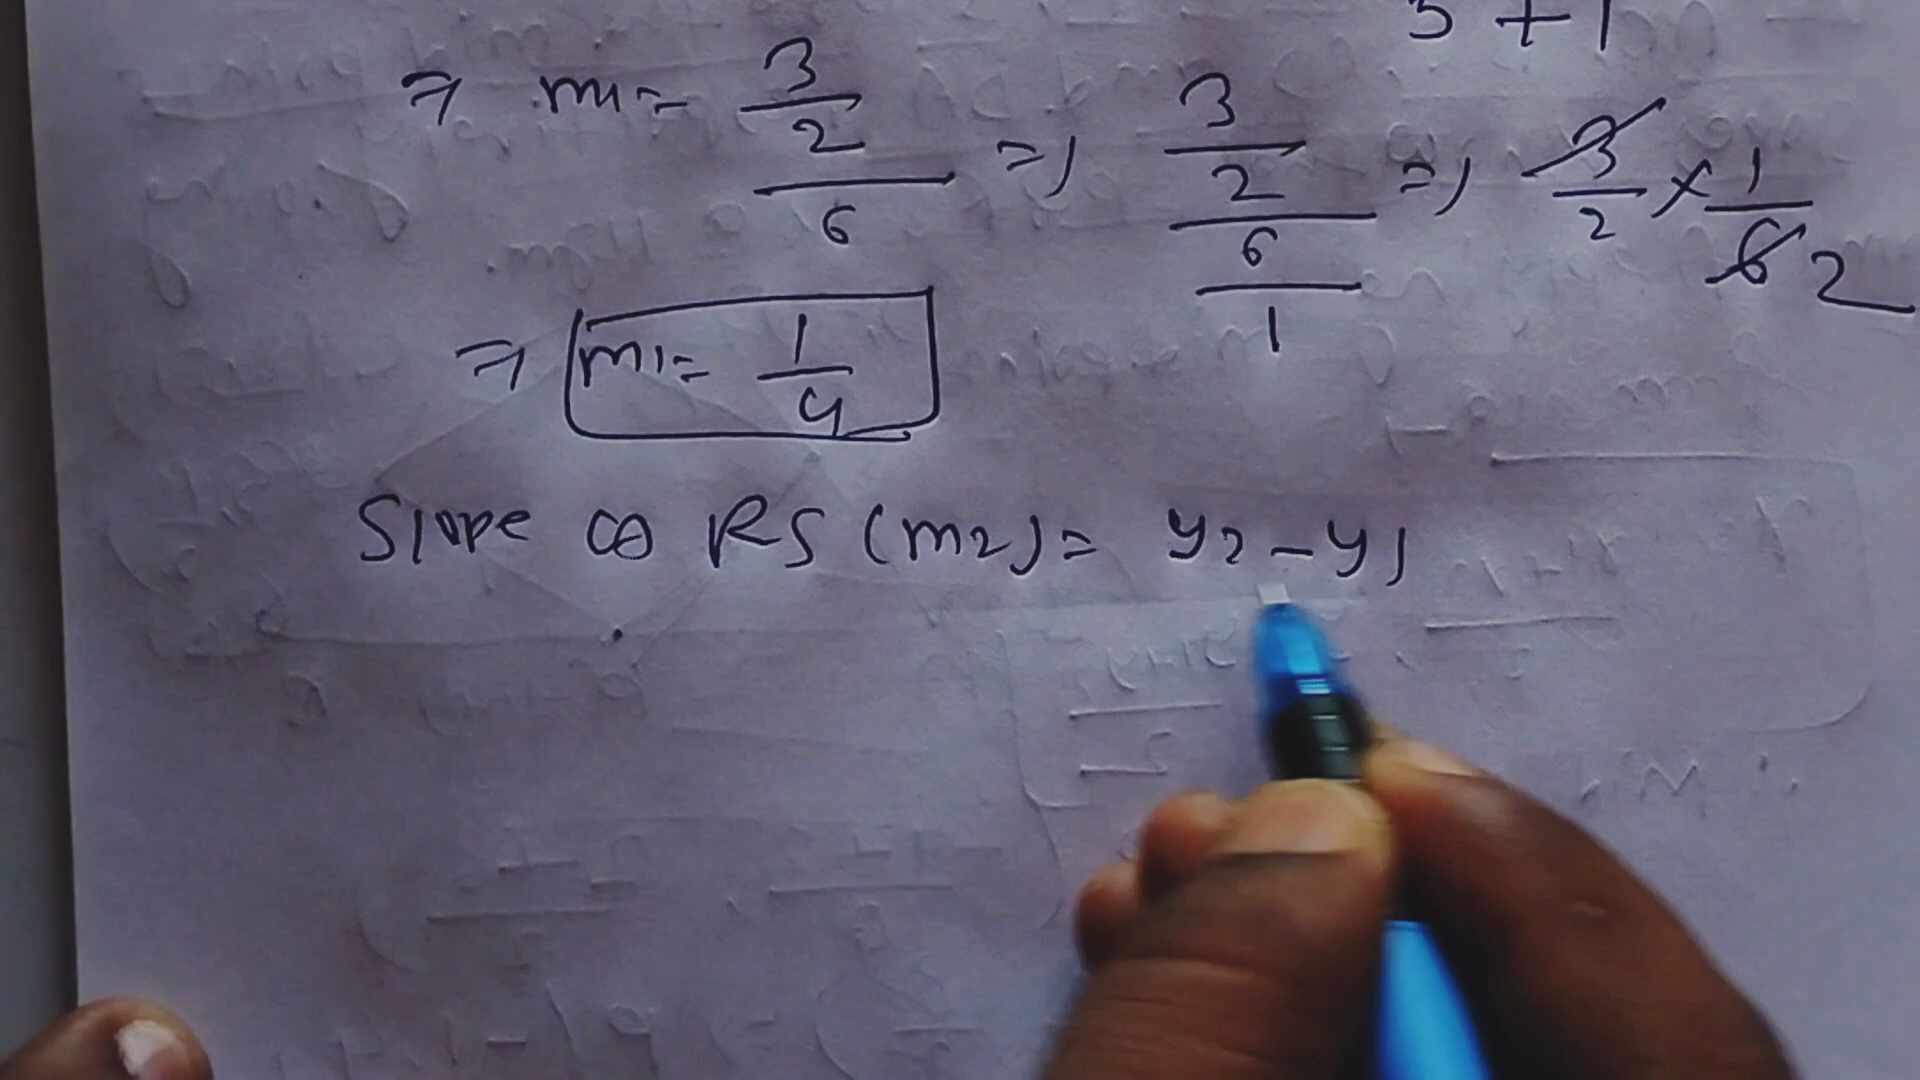 5 + 1
⇒ m1 = 3/2/6 ⇒ 3/2/6/1 ⇒ 3/2 × 1/6 2
⇒ m1 = 1/4
Slope of RS (m2) = y2 - y1